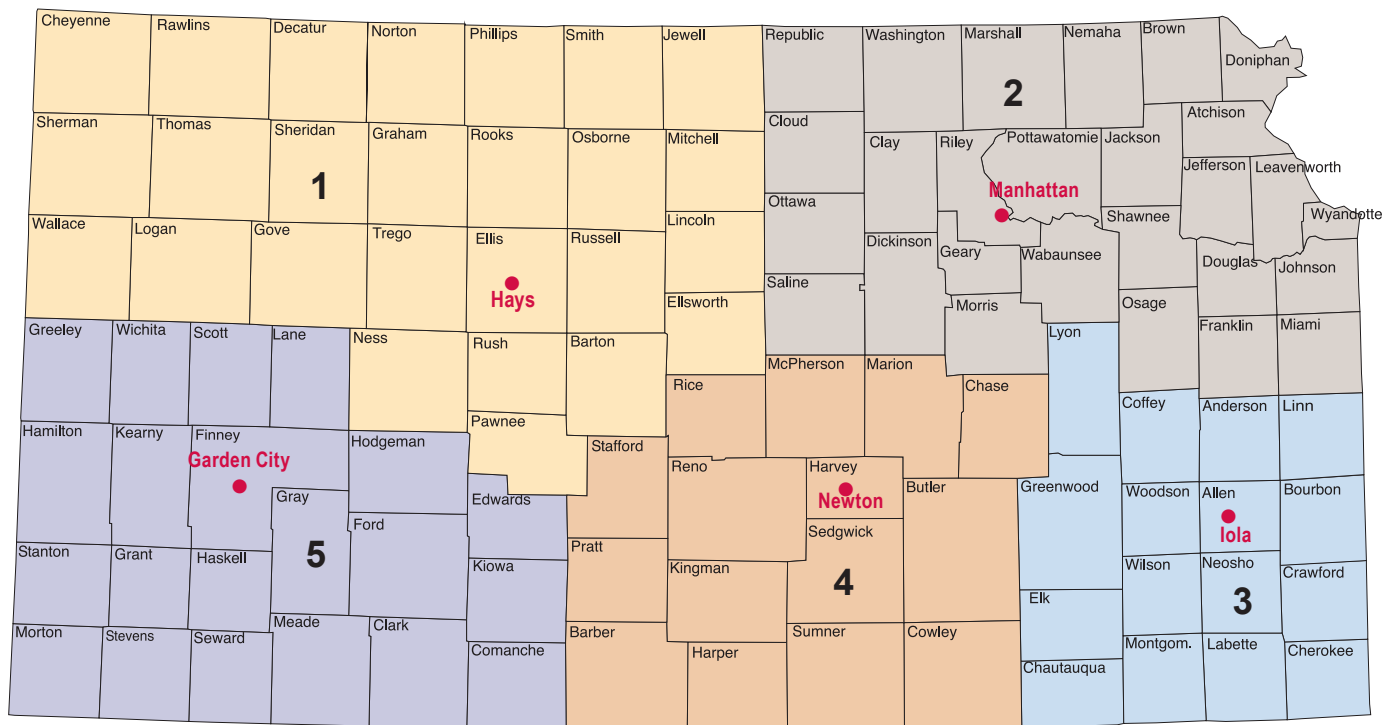 Cheyenne
Rawlins
Decatur
Norton
Phillips
Smith
Jewell
Republic
Washington
Marshall
Nemaha
Brown
Doniphan
2
Sherman
Thomas
Sheridan
Graham
Rooks
Osborne
Mitchell
Cloud
Clay
Riley
Pottawatomie
Jackson
Atchison
Jefferson
Leavenworth
1
Manhattan
Ottawa
Shawnee
Wyandotte
Wallace
Logan
Gove
Trego
Ellis
Russell
Lincoln
Dickinson
Geary
Wabaunsee
Douglas
Johnson
Hays
Saline
Ellsworth
Morris
Osage
Greeley
Wichita
Scott
Lane
Ness
Rush
Barton
Lyon
Franklin
Miami
McPherson
Marion
Rice
Chase
Coffey
Anderson
Linn
Hamilton
Kearny
Finney
Hodgeman
Pawnee
Stafford
Garden City
Reno
Harvey
Newton
Butler
Greenwood
Woodson
Allen
Bourbon
Iola
Gray
Edwards
Ford
Sedgwick
Stanton
Grant
Haskell
5
Kiowa
Pratt
Kingman
4
Wilson
Neosho
Crawford
3
Elk
Morton
Stevens
Seward
Meade
Clark
Comanche
Barber
Harper
Sumner
Cowley
Chautauqua
Montgom.
Labette
Cherokee